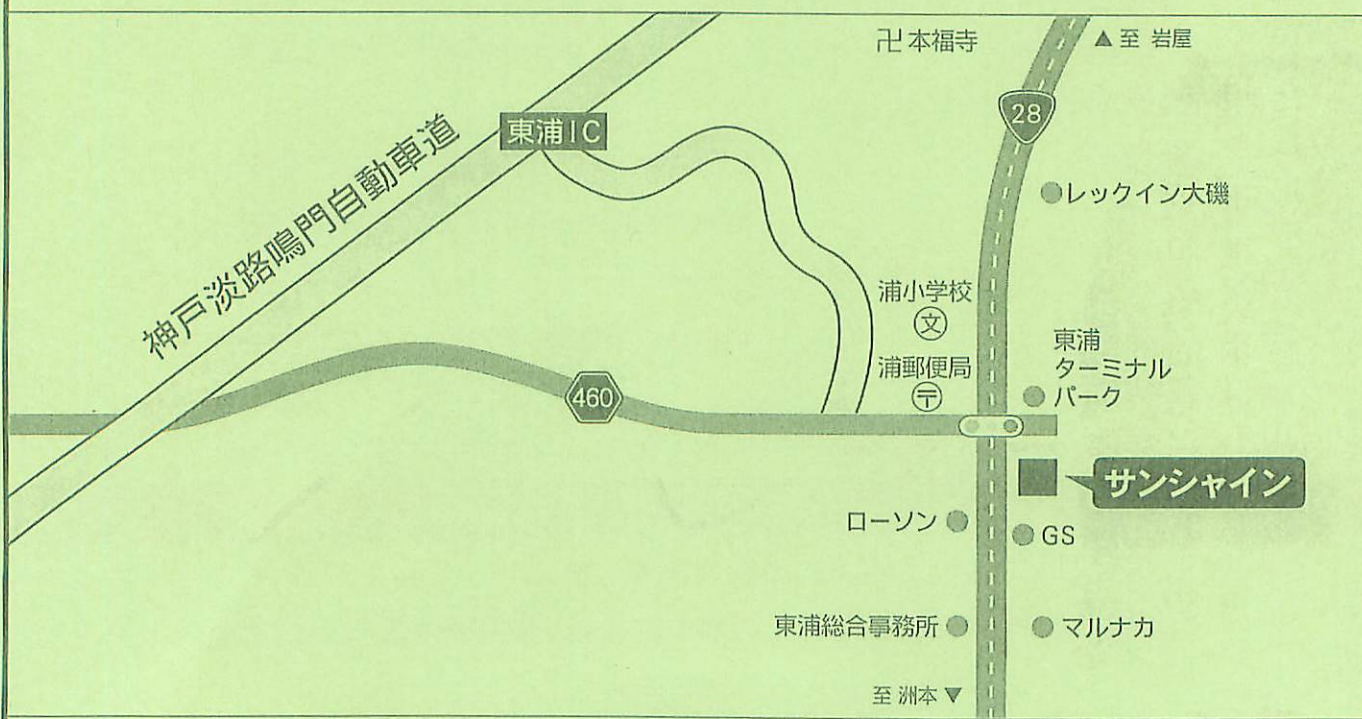 卍本福寺
▲至 岩屋
28
東浦IC
神戸淡路鳴門自動車道
レックイン大磯
浦小学校
文
東浦
ターミナル
パーク
浦郵便局
〒
460
サンシャイン
ローソン
GS
東浦総合事務所
マルナカ
至 洲本▼